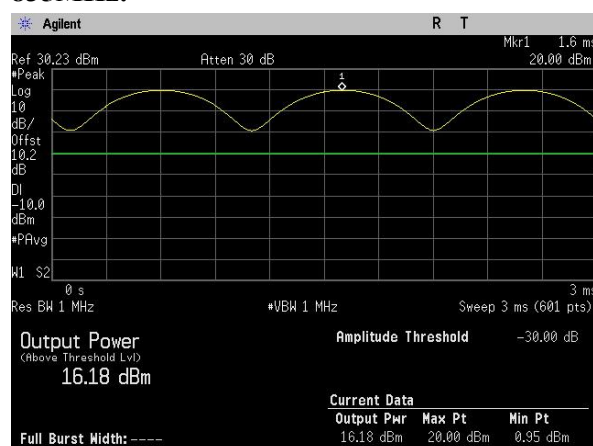 Agilent R T
Mkr1 1.6 ms
Ref 30.23 dBm Atten 30 dB 20.00 dBm
#Peak
Log
10
dB/
Offst
10.2
dB
DI
-10.0
dBm
#PAvg
W1 S2
1
0 s 3 ms
Res BW 1 MHz #VBW 1 MHz Sweep 3 ms (601 pts)
Output Power
(Above Threshold Lvl)
16.18 dBm
Full Burst Width: ----
Amplitude Threshold -30.00 dB
Current Data
Output Pwr Max Pt Min Pt
16.18 dBm 20.00 dBm 0.95 dBm